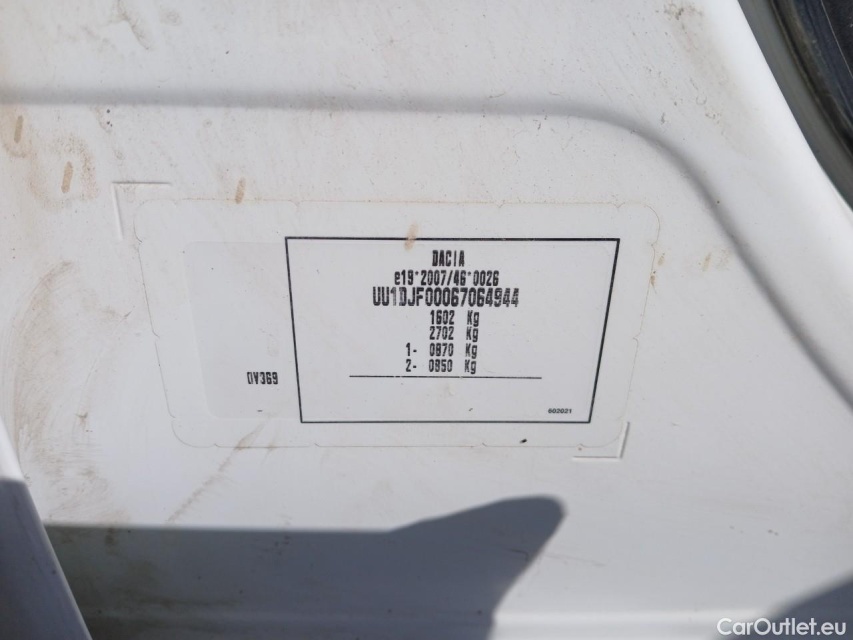 DACIA
e19*2007/46*0026
UU1DJF00067064944
1602 Kg
2702 Kg
1- 0870 Kg
2- 0850 Kg
OV369
602021
CarOutlet.eu